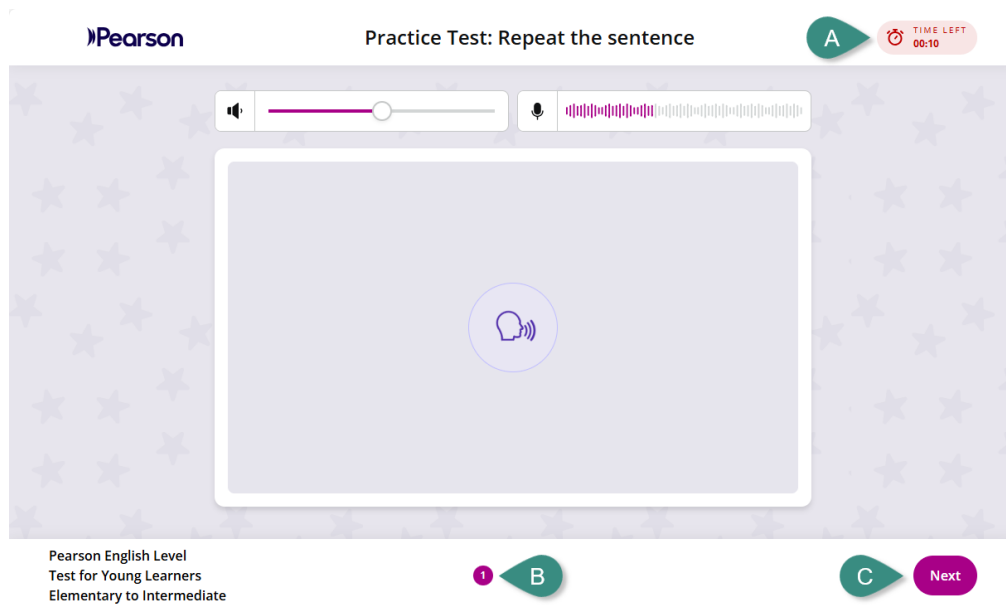 Pearson
Practice Test: Repeat the sentence
A
TIME LEFT
00:10
1
B
C
Next
Pearson English Level
Test for Young Learners
Elementary to Intermediate